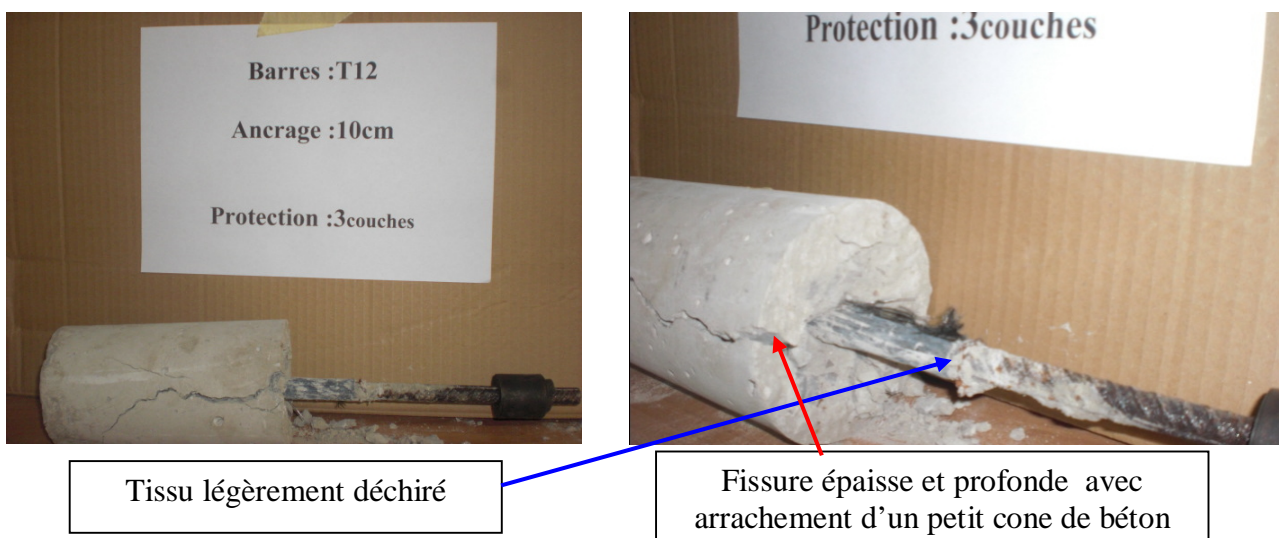 Barres :T12
Ancrage :10cm
Protection :3couches
Protection :3couches
Tissu légèrement déchiré
Fissure épaisse et profonde avec
arrachement d’un petit cone de béton